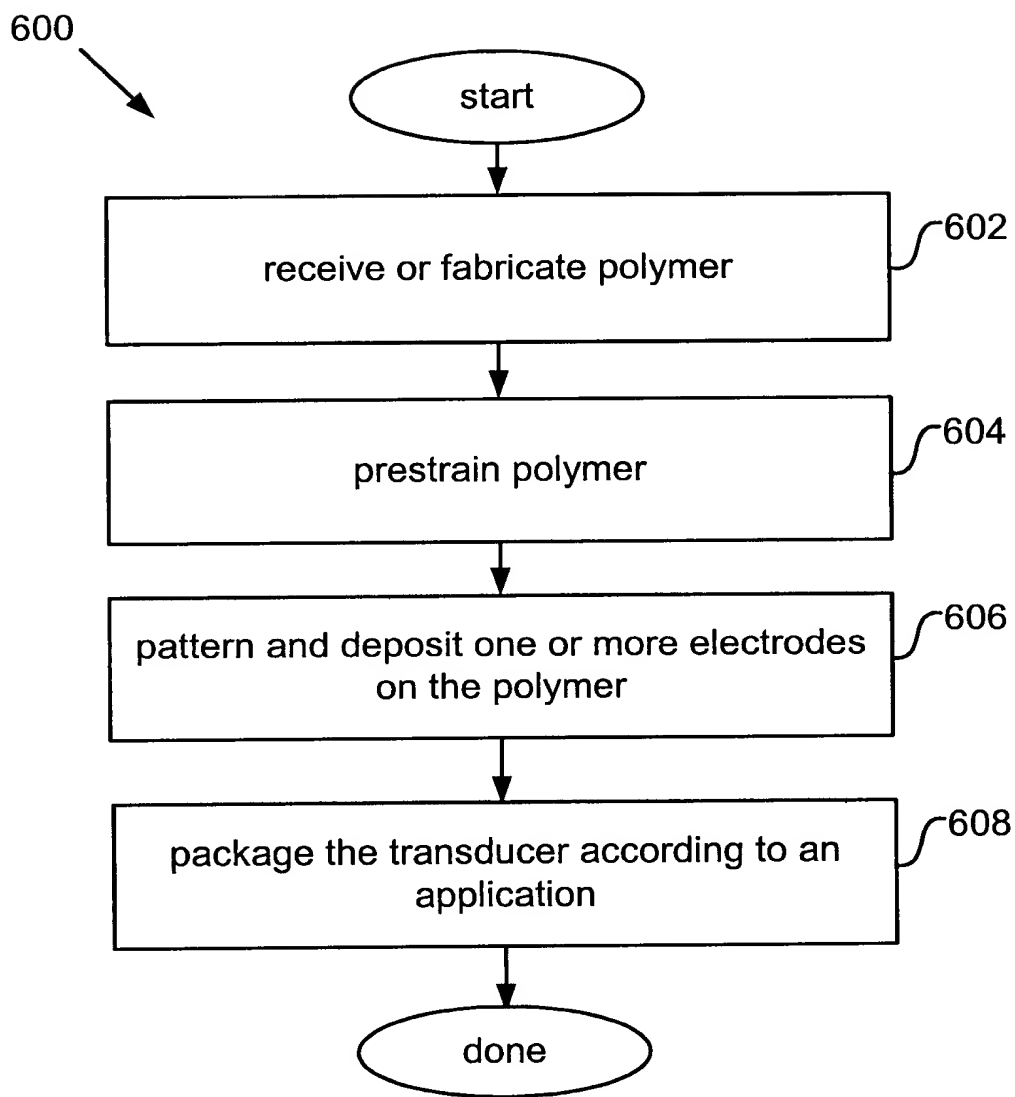 600
start
receive or fabricate polymer
602
prestrain polymer
604
pattern and deposit one or more electrodes
on the polymer
606
package the transducer according to an
application
608
done